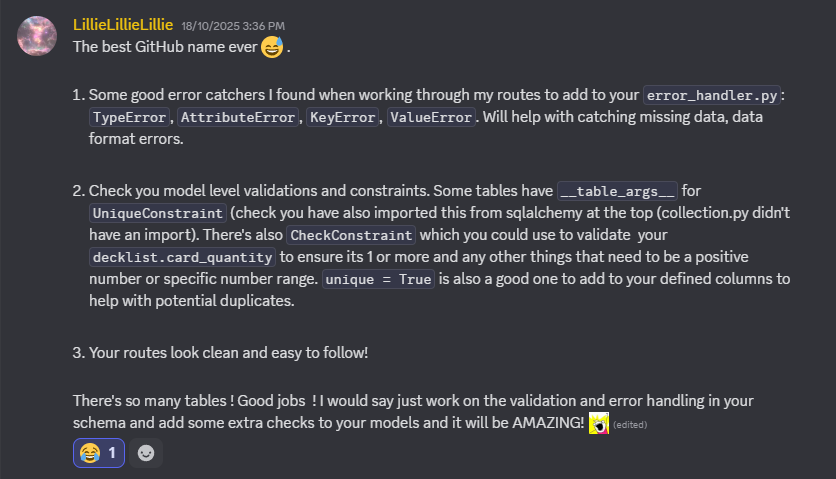 LillieLillieLillie 18/10/2025 3:36 PM
The best GitHub name ever 😅 .
1. Some good error catchers I found when working through my routes to add to your error_handler.py:
TypeError, AttributeError, KeyError, ValueError. Will help with catching missing data, data
format errors.
2. Check you model level validations and constraints. Some tables have __table_args__ for
UniqueConstraint (check you have also imported this from sqlalchemy at the top (collection.py didn't
have an import). There's also CheckConstraint which you could use to validate your
decklist.card_quantity to ensure its 1 or more and any other things that need to be a positive
number or specific number range. unique = True is also a good one to add to your defined columns to
help with potential duplicates.
3. Your routes look clean and easy to follow!
There's so many tables ! Good jobs ! I would say just work on the validation and error handling in your
schema and add some extra checks to your models and it will be AMAZING! (edited)
😂 1